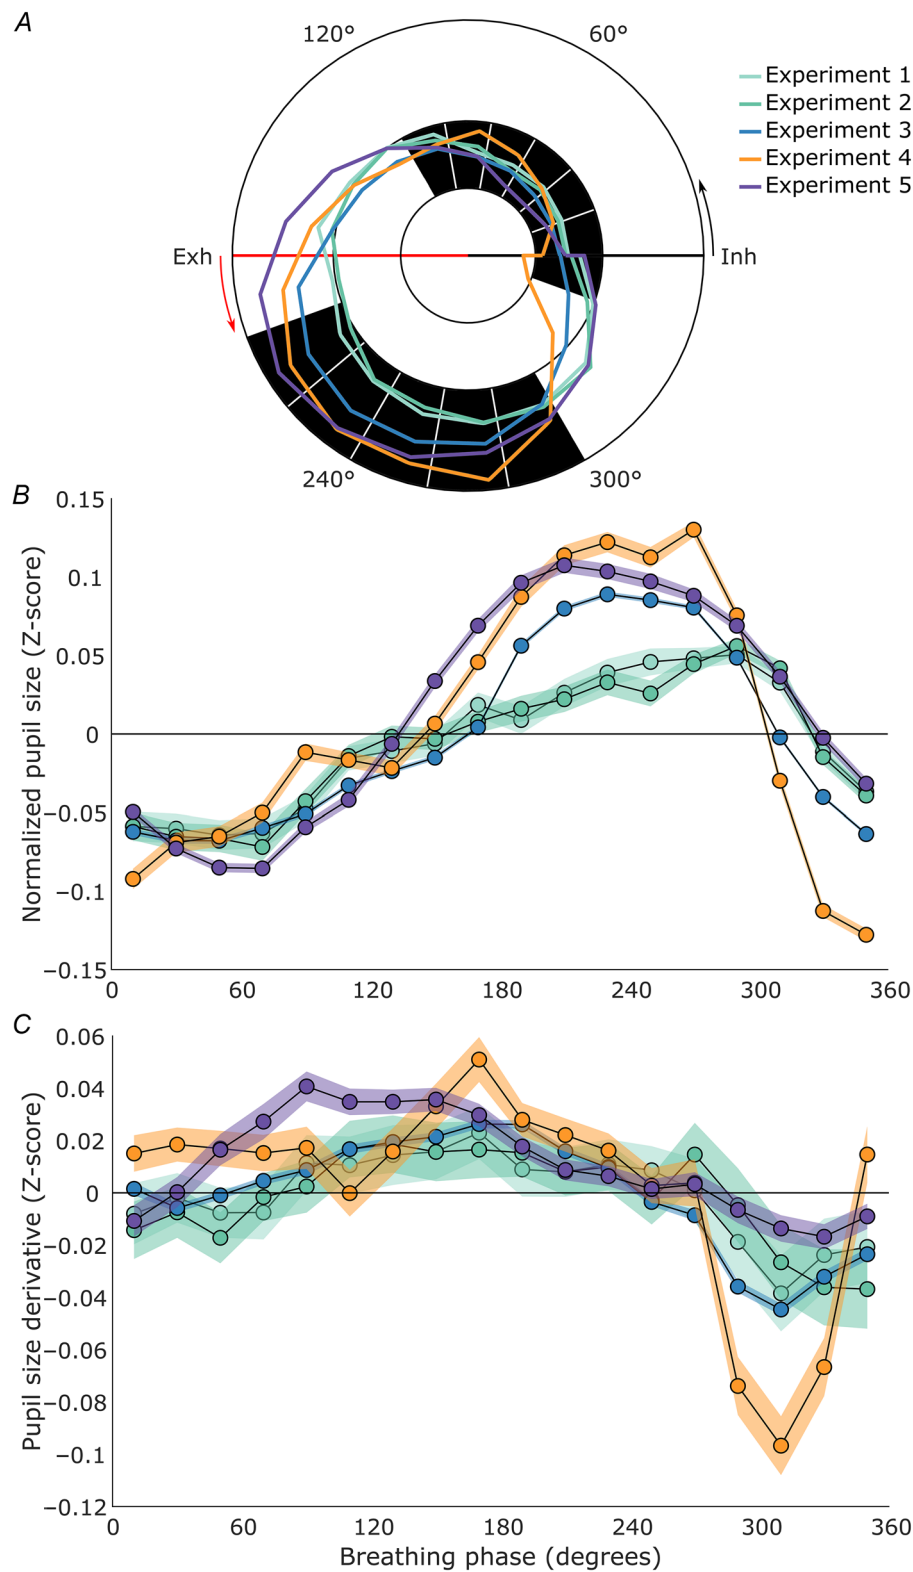 A
120°
60°
Experiment 1
Experiment 2
Experiment 3
Experiment 4
Experiment 5
Exh
Inh
240°
300°
B
Normalized pupil size (Z-score)
0.15
0.1
0.05
0
−0.05
−0.1
−0.15
0 60 120 180 240 300 360
C
Pupil size derivative (Z-score)
0.06
0.04
0.02
0
−0.02
−0.04
−0.06
−0.08
−0.1
−0.12
0 60 120 180 240 300 360
Breathing phase (degrees)